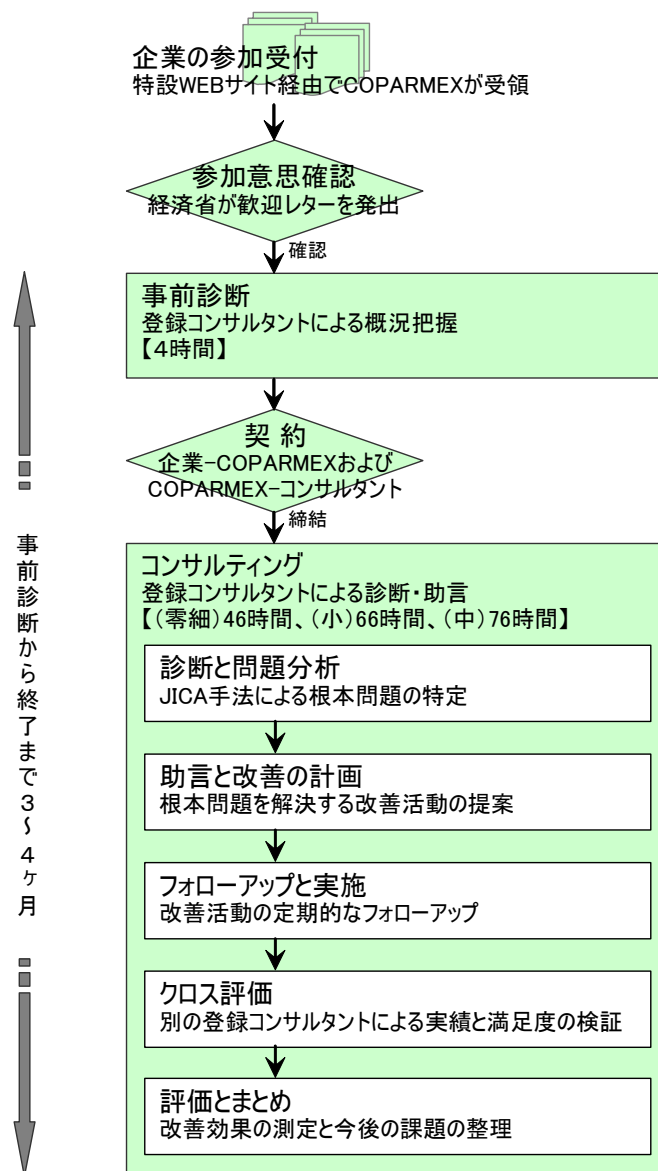 企業の参加受付
特設WEBサイト経由でCOPARMEXが受領
参加意思確認
経済省が歓迎レターを発出
確認
事前診断
登録コンサルタントによる概況把握
【4時間】
契 約
企業-COPARMEXおよび
COPARMEX-コンサルタント
締結
事前診断から終了まで3～4ヶ月
コンサルティング
登録コンサルタントによる診断・助言
【(零細)46時間、(小)66時間、(中)76時間】
診断と問題分析
JICA手法による根本問題の特定
助言と改善の計画
根本問題を解決する改善活動の提案
フォローアップと実施
改善活動の定期的なフォローアップ
クロス評価
別の登録コンサルタントによる実績と満足度の検証
評価とまとめ
改善効果の測定と今後の課題の整理